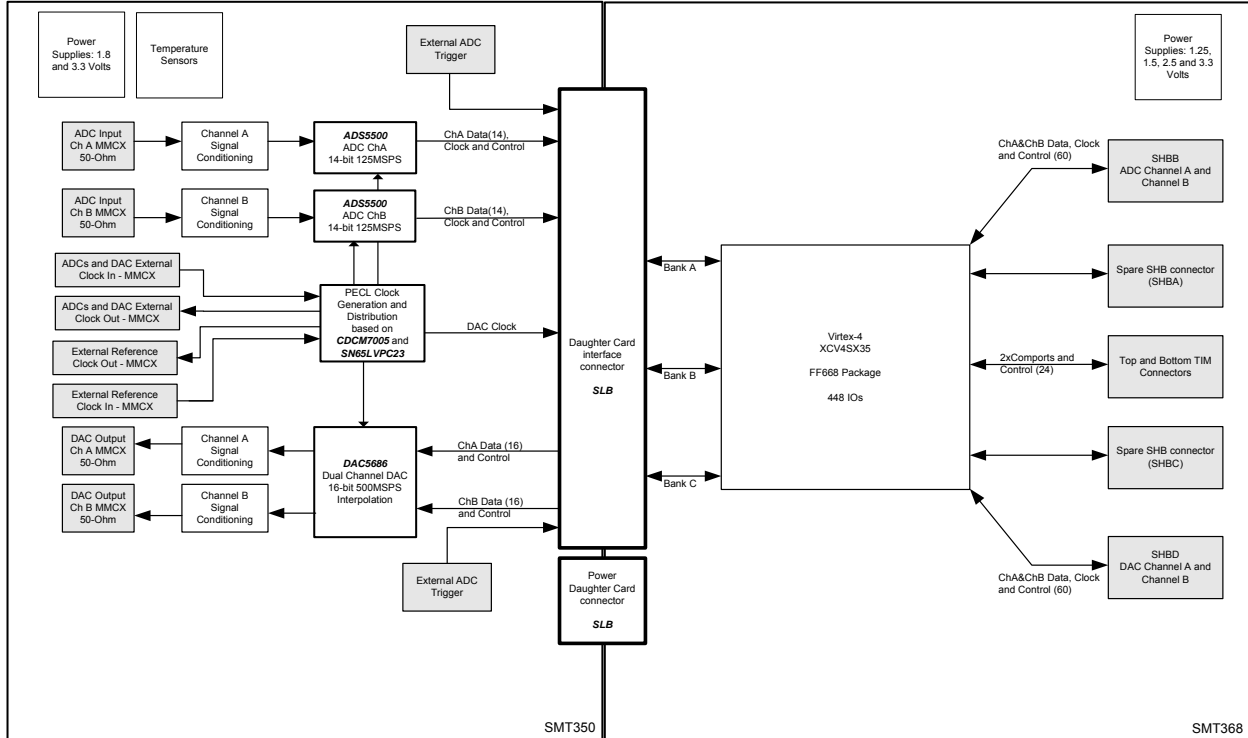 Power
Supplies: 1.8
and 3.3 Volts
Temperature
Sensors
External ADC
Trigger
Power
Supplies: 1.25,
1.5, 2.5 and 3.3
Volts
ADC Input
Ch A MMCX
50-Ohm
Channel A
Signal
Conditioning
ADS5500
ADC ChA
14-bit 125MSPS
ChA Data(14),
Clock and Control
ADC Input
Ch B MMCX
50-Ohm
Channel B
Signal
Conditioning
ADS5500
ADC ChB
14-bit 125MSPS
ChB Data(14),
Clock and Control
ADCs and DAC External
Clock In - MMCX
ADCs and DAC External
Clock Out - MMCX
External Reference
Clock Out - MMCX
External Reference
Clock In - MMCX
PECL Clock
Generation and
Distribution
based on
CDCM7005 and
SN65LVPC23
DAC Clock
DAC Output
Ch A MMCX
50-Ohm
Channel A
Signal
Conditioning
DAC Output
Ch B MMCX
50-Ohm
Channel B
Signal
Conditioning
DAC5686
Dual Channel DAC
16-bit 500MSPS
Interpolation
ChA Data (16)
and Control
ChB Data (16)
and Control
External ADC
Trigger
Daughter Card
interface
connector
SLB
Power
Daughter Card
connector
SLB
Bank A
Bank B
Bank C
Virtex-4
XCV4SX35
FF668 Package
448 IOs
ChA&ChB Data, Clock
and Control (60)
SHBB
ADC Channel A and
Channel B
Spare SHB connector
(SHBA)
2xComports and
Control (24)
Top and Bottom TIM
Connectors
Spare SHB connector
(SHBC)
ChA&ChB Data, Clock
and Control (60)
SHBD
DAC Channel A and
Channel B
SMT350
SMT368